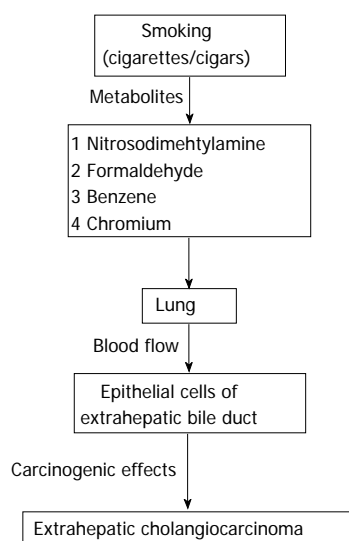 Smoking
(cigarettes/cigars)
Metabolites
1 Nitrosodimehtylamine
2 Formaldehyde
3 Benzene
4 Chromium
Lung
Blood flow
Epithelial cells of
extrahepatic bile duct
Carcinogenic effects
Extrahepatic cholangiocarcinoma